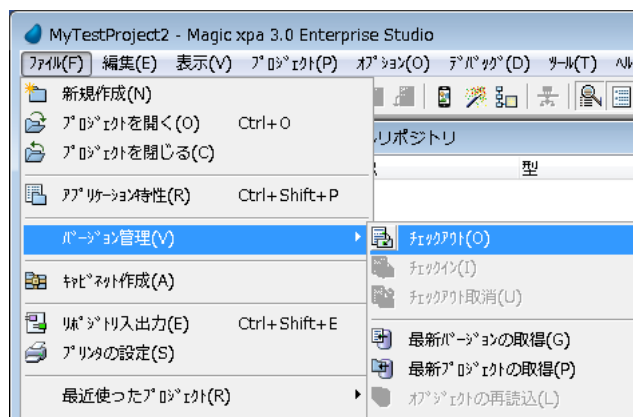 MyTestProject2 - Magic xpa 3.0 Enterprise Studio
ﾌｧｲﾙ(F) 編集(E) 表示(V) ﾌﾟﾛｼﾞｪｸﾄ(P) ｵﾌﾟｼｮﾝ(O) ﾃﾞﾊﾞｯｸﾞ(D) ﾂｰﾙ(T) ﾍﾙ
新規作成(N)
ﾌﾟﾛｼﾞｪｸﾄを開く(O) Ctrl+O
ﾌﾟﾛｼﾞｪｸﾄを閉じる(C)
ﾙリポジトリ
型
ｱﾌﾟﾘｹｰｼｮﾝ特性(R) Ctrl+Shift+P
ﾊﾞｰｼﾞｮﾝ管理(V)
ﾁｪｯｸｱｳﾄ(O)
ﾁｪｯｸｲﾝ(I)
ｷｬﾋﾞﾈｯﾄ作成(A)
ﾁｪｯｸｱｳﾄ取消(U)
ﾘﾎﾟｼﾞﾄﾘ入出力(E) Ctrl+Shift+E
最新ﾊﾞｰｼﾞｮﾝの取得(G)
ﾌﾟﾘﾝﾀの設定(S)
最新ﾌﾟﾛｼﾞｪｸﾄの取得(P)
最近使ったﾌﾟﾛｼﾞｪｸﾄ(R)
ｵﾌﾞｼﾞｪｸﾄの再読込(L)